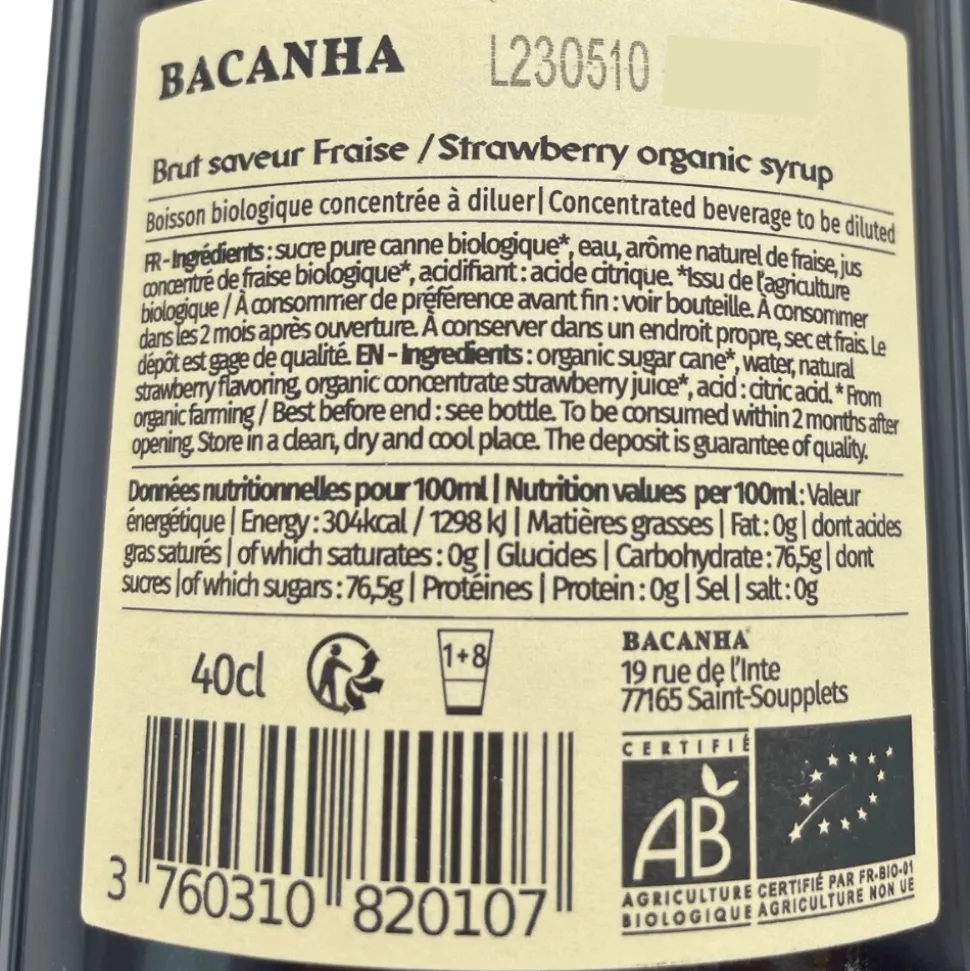 BACANHA L230510
Brut saveur Fraise / Strawberry organic syrup
Boisson biologique concentrée à diluer | Concentrated beverage to be diluted
FR - Ingrédients : sucre pure canne biologique*, eau, arôme naturel de fraise, jus
concentré de fraise biologique*, acidifiant : acide citrique. *Issu de l'agriculture
biologique / À consommer de préférence avant fin : voir bouteille. À consommer
dans les 2 mois après ouverture. À conserver dans un endroit propre, sec et frais. Le
dépôt est gage de qualité. EN - Ingredients : organic sugar cane*, water, natural
strawberry flavoring, organic concentrate strawberry juice*, acid : citric acid. * From
organic farming / Best before end : see bottle. To be consumed within 2 months after
opening. Store in a clean, dry and cool place. The deposit is guarantee of quality.
Données nutritionnelles pour 100ml | Nutrition values per 100ml : Valeur
énergétique | Energy : 304kcal / 1298 kJ | Matières grasses | Fat : 0g | dont acides
gras saturés | of which saturates : 0g | Glucides | Carbohydrate : 76,5g | dont
sucres | of which sugars : 76,5g | Protéines | Protein : 0g | Sel | salt : 0g
40cl
1+8
BACANHA
19 rue de l'Inte
77165 Saint-Soupplets
3 760310 820107
CERTIFIÉ
AB
AGRICULTURE
BIOLOGIQUE
CERTIFIÉ PAR FR-BIO-01
AGRICULTURE NON UE